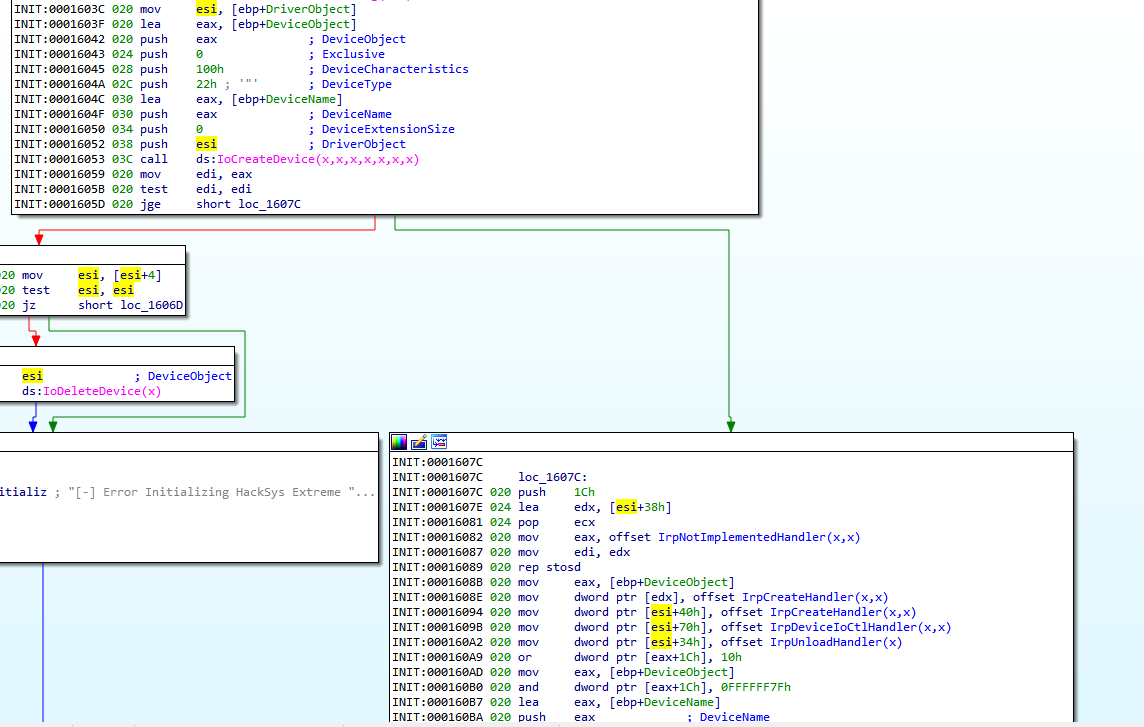 INIT:0001603C 020 mov     esi, [ebp+DriverObject]
INIT:0001603F 020 lea     eax, [ebp+DeviceObject]
INIT:00016042 020 push    eax             ; DeviceObject
INIT:00016043 024 push    0               ; Exclusive
INIT:00016045 028 push    100h            ; DeviceCharacteristics
INIT:0001604A 02C push    22h ; '"'       ; DeviceType
INIT:0001604C 030 lea     eax, [ebp+DeviceName]
INIT:0001604F 030 push    eax             ; DeviceName
INIT:00016050 034 push    0               ; DeviceExtensionSize
INIT:00016052 038 push    esi             ; DriverObject
INIT:00016053 03C call    ds:IoCreateDevice(x,x,x,x,x,x,x)
INIT:00016059 020 mov     edi, eax
INIT:0001605B 020 test    edi, edi
INIT:0001605D 020 jge     short loc_1607C
20 mov     esi, [esi+4]
20 test    esi, esi
20 jz      short loc_1606D
esi             ; DeviceObject
ds:IoDeleteDevice(x)
itializ ; "[-] Error Initializing HackSys Extreme "...
INIT:0001607C
INIT:0001607C     loc_1607C:
INIT:0001607C 020 push    1Ch
INIT:0001607E 024 lea     edx, [esi+38h]
INIT:00016081 024 pop     ecx
INIT:00016082 020 mov     eax, offset IrpNotImplementedHandler(x,x)
INIT:00016087 020 mov     edi, edx
INIT:00016089 020 rep stosd
INIT:0001608B 020 mov     eax, [ebp+DeviceObject]
INIT:0001608E 020 mov     dword ptr [edx], offset IrpCreateHandler(x,x)
INIT:00016094 020 mov     dword ptr [esi+40h], offset IrpCreateHandler(x,x)
INIT:0001609B 020 mov     dword ptr [esi+70h], offset IrpDeviceIoCtlHandler(x,x)
INIT:000160A2 020 mov     dword ptr [esi+34h], offset IrpUnloadHandler(x)
INIT:000160A9 020 or      dword ptr [eax+1Ch], 10h
INIT:000160AD 020 mov     eax, [ebp+DeviceObject]
INIT:000160B0 020 and     dword ptr [eax+1Ch], 0FFFFFF7Fh
INIT:000160B7 020 lea     eax, [ebp+DeviceName]
INIT:000160BA 020 push    eax             ; DeviceName